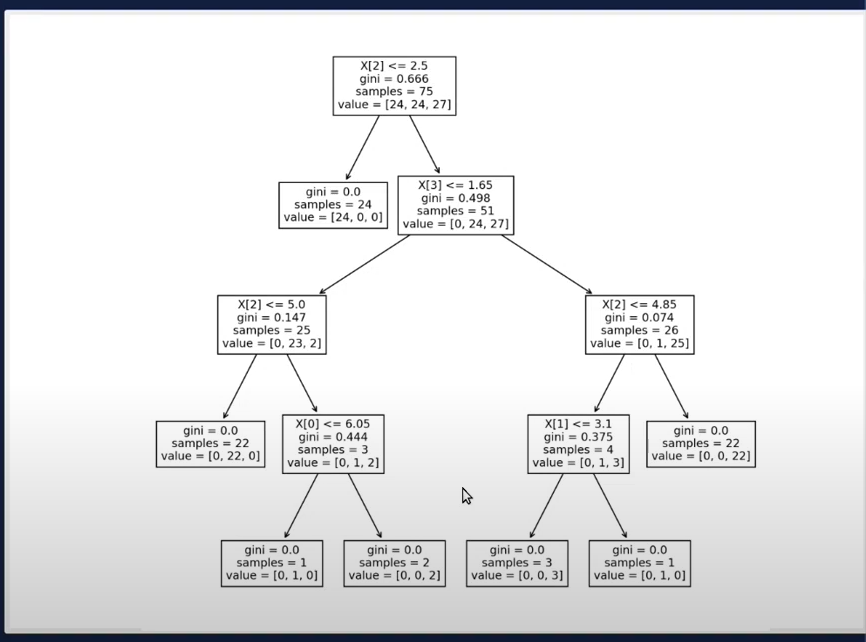 X[2] <= 2.5
gini = 0.666
samples = 75
value = [24, 24, 27]
gini = 0.0
samples = 24
value = [24, 0, 0]
X[3] <= 1.65
gini = 0.498
samples = 51
value = [0, 24, 27]
X[2] <= 5.0
gini = 0.147
samples = 25
value = [0, 23, 2]
X[2] <= 4.85
gini = 0.074
samples = 26
value = [0, 1, 25]
gini = 0.0
samples = 22
value = [0, 22, 0]
X[0] <= 6.05
gini = 0.444
samples = 3
value = [0, 1, 2]
X[1] <= 3.1
gini = 0.375
samples = 4
value = [0, 1, 3]
gini = 0.0
samples = 22
value = [0, 0, 22]
gini = 0.0
samples = 1
value = [0, 1, 0]
gini = 0.0
samples = 2
value = [0, 0, 2]
gini = 0.0
samples = 3
value = [0, 0, 3]
gini = 0.0
samples = 1
value = [0, 1, 0]